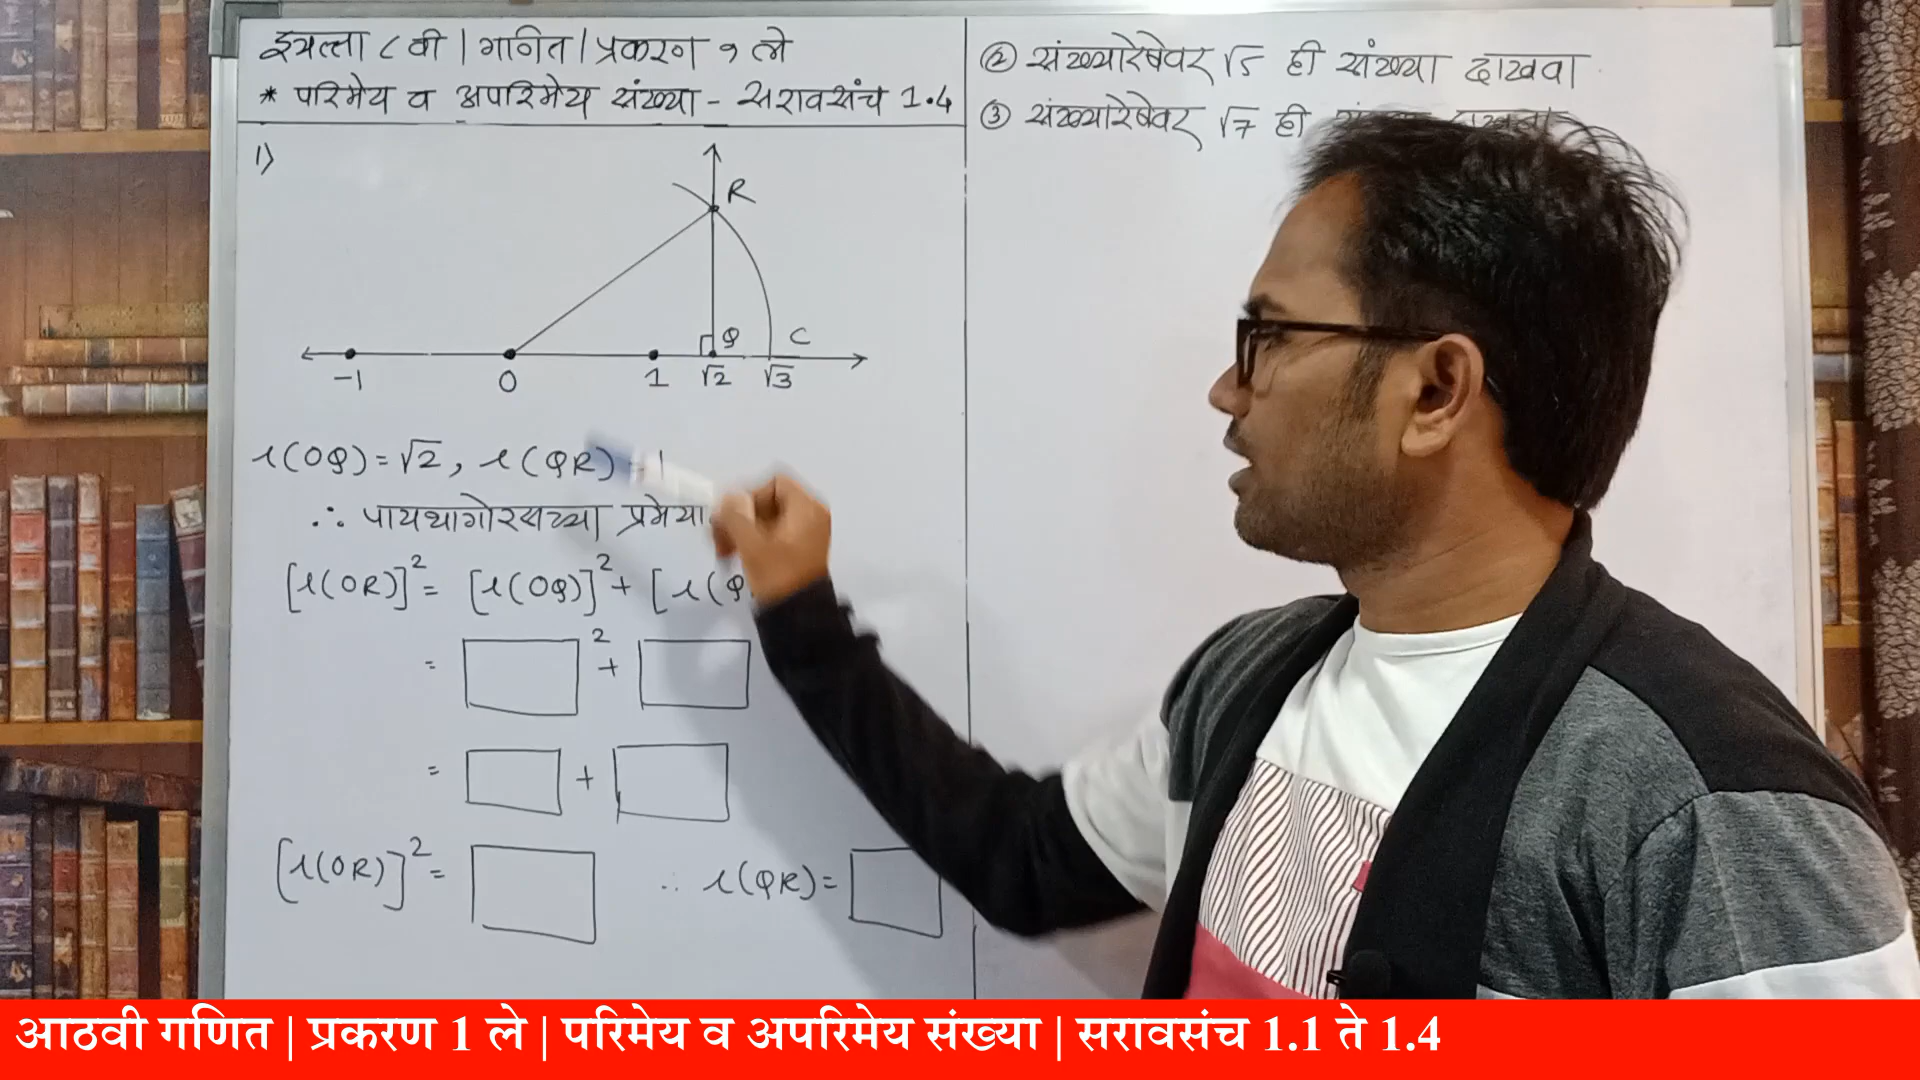 इयत्ता ८ वी | गणित | प्रकरण १ ले
* परिमेय व अपरिमेय संख्या - सरावसंच 1.4
1)
R
Q C
-1 0 1 √2 √3
l(OQ) = √2, l(QR) = 1
∴ पायथागोरसच्या
[l(OR)]² = [l(OQ)]² + [l(Q
= ² +
= +
[l(OR)]² = ∴ l(QR) =
② संख्यारेषेवर √5 ही संख्या दाखवा
③ संख्यारेषेवर √7 ही संख्या दाखवा
आठवी गणित | प्रकरण 1 ले | परिमेय व अपरिमेय संख्या | सरावसंच 1.1 ते 1.4